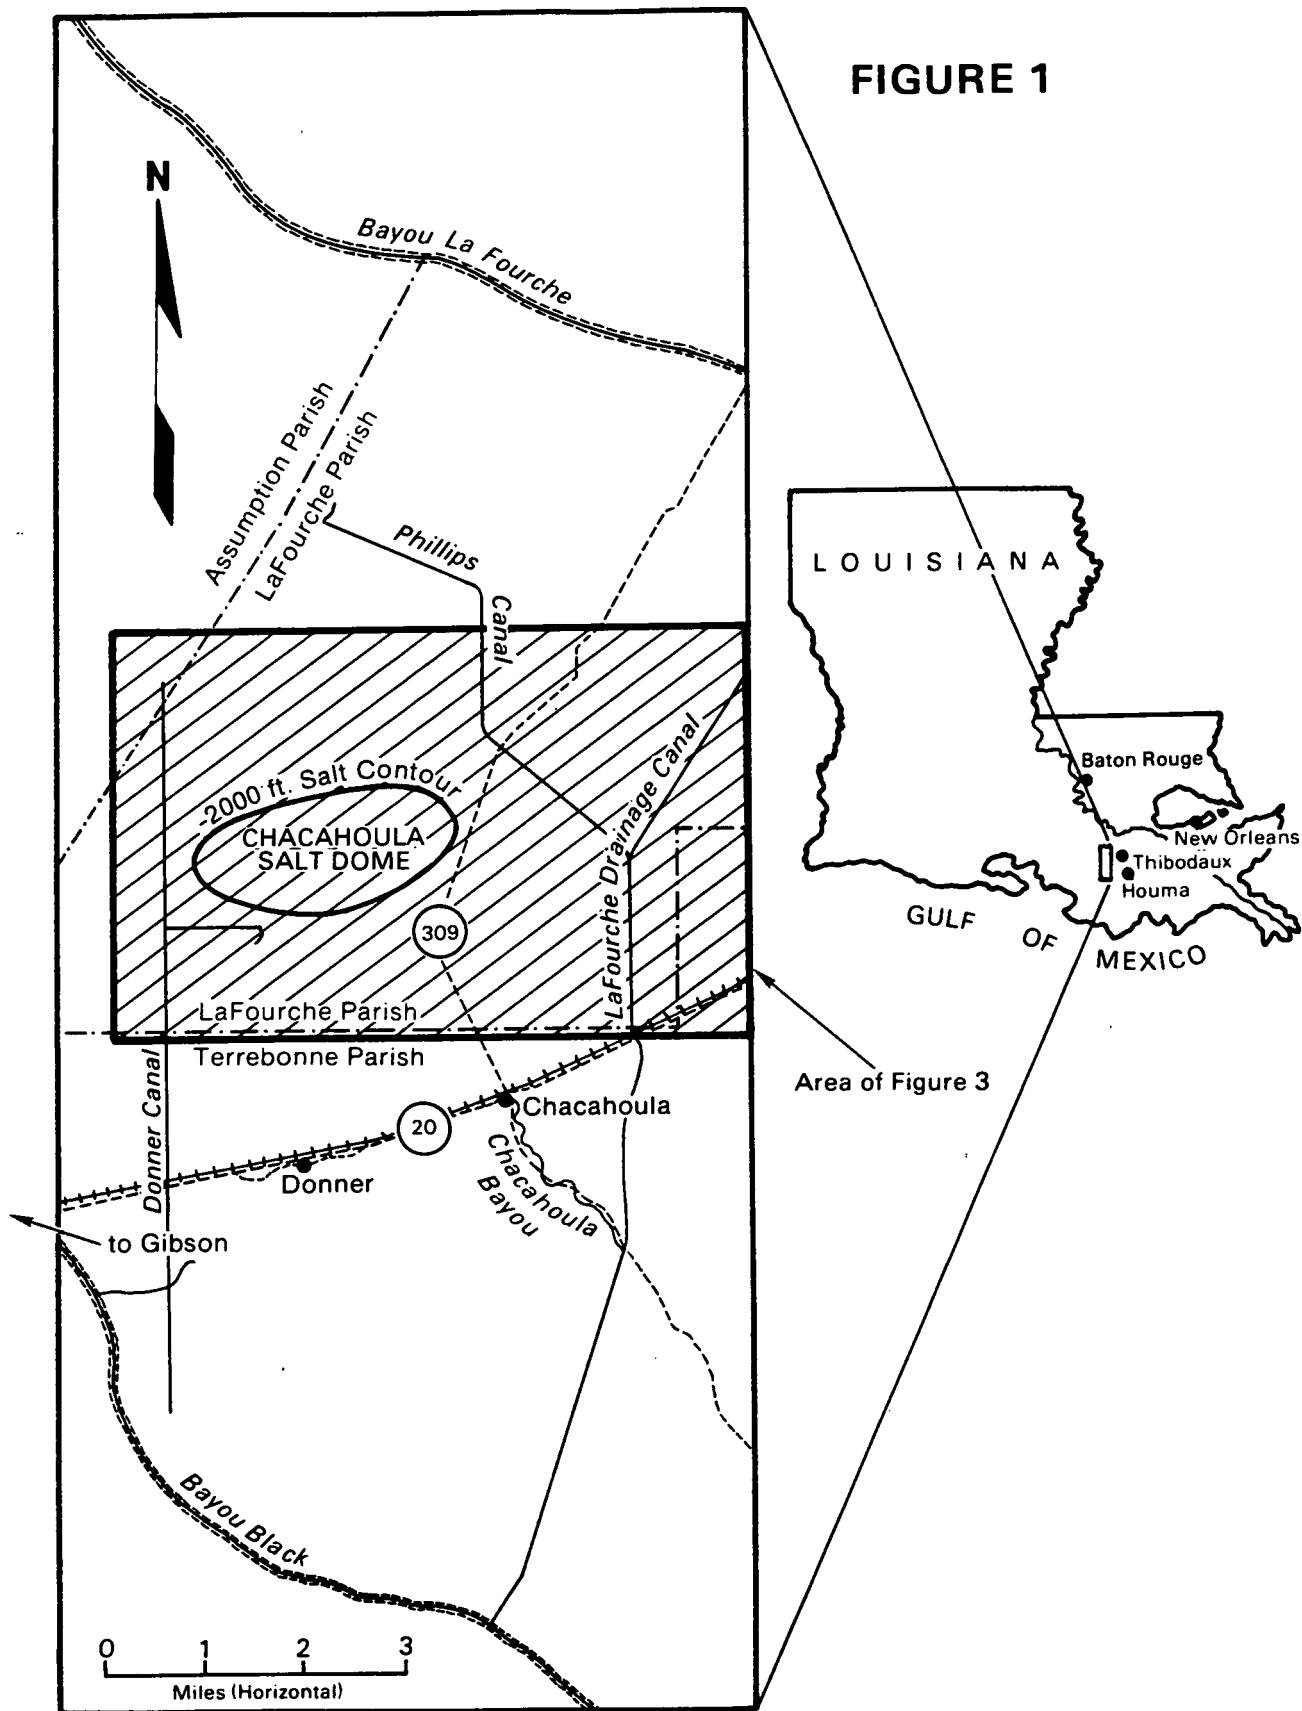 FIGURE 1
N
Bayou La Fourche
Assumption Parish
LaFourche Parish
Phillips
Canal
LOUISIANA
Baton Rouge
New Orleans
Thibodaux
Houma
GULF OF MEXICO
-2000 ft. Salt Contour
CHACAHOULA
SALT DOME
LaFourche Drainage Canal
309
LaFourche Parish
Terrebonne Parish
Area of Figure 3
Donner Canal
20
Chacahoula
Chacahoula
Bayou
Donner
to Gibson
Bayou Black
0 1 2 3
Miles (Horizontal)